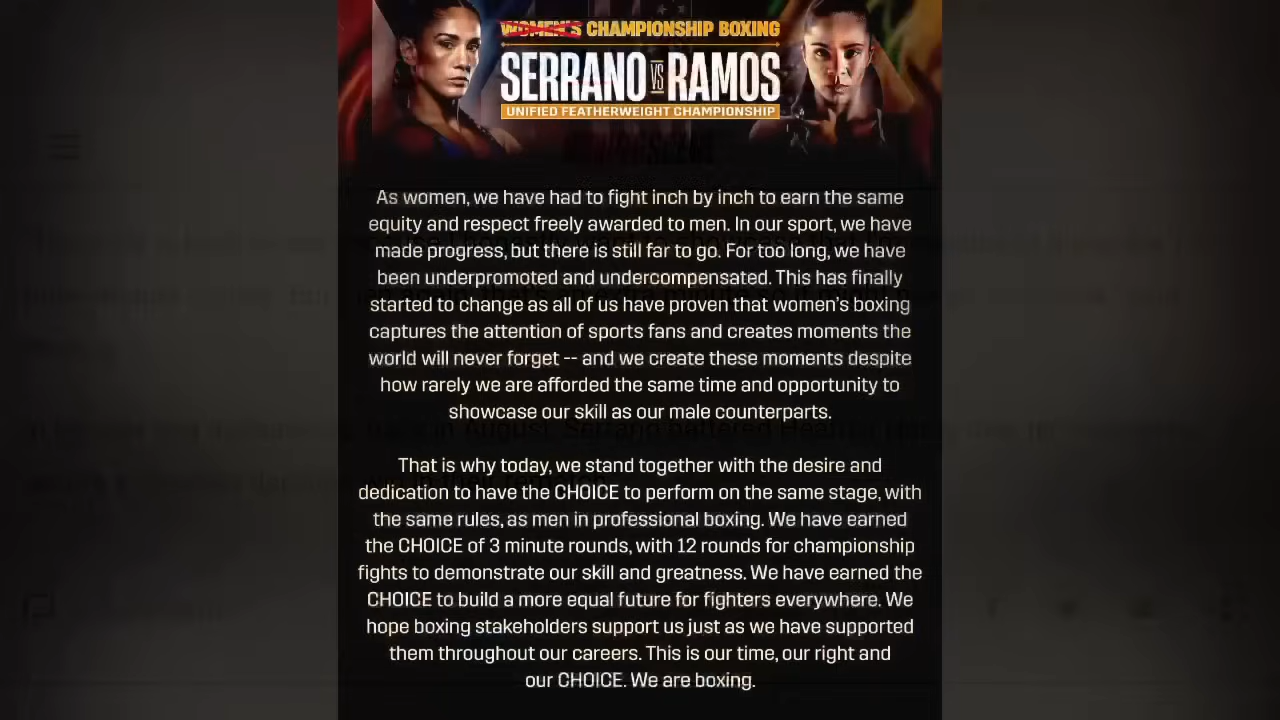 WOMEN'S CHAMPIONSHIP BOXING
SERRANO VS RAMOS
UNIFIED FEATHERWEIGHT CHAMPIONSHIP
As women, we have had to fight inch by inch to earn the same
equity and respect freely awarded to men. In our sport, we have
made progress, but there is still far to go. For too long, we have
been underpromoted and undercompensated. This has finally
started to change as all of us have proven that women's boxing
captures the attention of sports fans and creates moments the
world will never forget -- and we create these moments despite
how rarely we are afforded the same time and opportunity to
showcase our skill as our male counterparts.
That is why today, we stand together with the desire and
dedication to have the CHOICE to perform on the same stage, with
the same rules, as men in professional boxing. We have earned
the CHOICE of 3 minute rounds, with 12 rounds for championship
fights to demonstrate our skill and greatness. We have earned the
CHOICE to build a more equal future for fighters everywhere. We
hope boxing stakeholders support us just as we have supported
them throughout our careers. This is our time, our right and
our CHOICE. We are boxing.